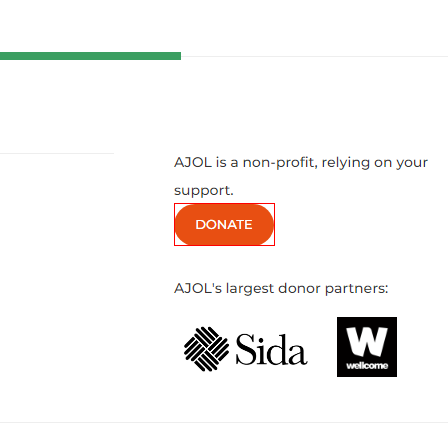 AJOL is a non-profit, relying on your
support.
DONATE
AJOL's largest donor partners:
Sida
W
wellcome